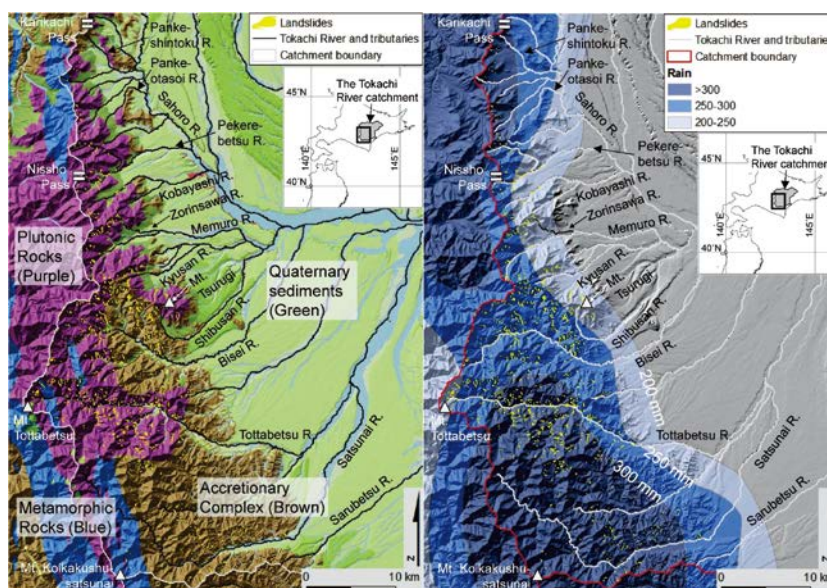 Karikachi
Pass
Panke-
shintoku R.
Panke-
otasoi R.
Sahoro R.
Pekere-
betsu R.
Nissho
Pass
Kobayashi R.
Zorinsawa R.
Memuro R.
Plutonic
Rocks
(Purple)
Kyusan R.
Mt.
Tsurugi
Quaternary
sediments
(Green)
Shibusan R.
Bisei R.
Mt.
Tottabetsu
Tottabetsu R.
Satsunai R.
Accretionary
Complex (Brown)
Sarubetsu R.
Metamorphic
Rocks (Blue)
Mt. Koikakushu-
satsunai
N
0
10 km
Landslides
Tokachi River and tributaries
Catchment boundary
The Tokachi
River catchment
45°N
140°E
145°E
40°N
Karikachi
Pass
Panke-
shintoku R.
Panke-
otasoi R.
Sahoro R.
Pekere-
betsu R.
Nissho
Pass
Kobayashi R.
Zorinsawa R.
Memuro R.
Kyusan R.
Mt.
Tsurugi
Shibusan R.
Bisei R.
200 mm
250 mm
300 mm
Mt.
Tottabetsu
Tottabetsu R.
Satsunai R.
Sarubetsu R.
Mt. Koikakushu-
satsunai
N
0
10 km
Landslides
Tokachi River and tributaries
Catchment boundary
Rain
>300
250-300
200-250
The Tokachi
River catchment
45°N
140°E
145°E
40°N